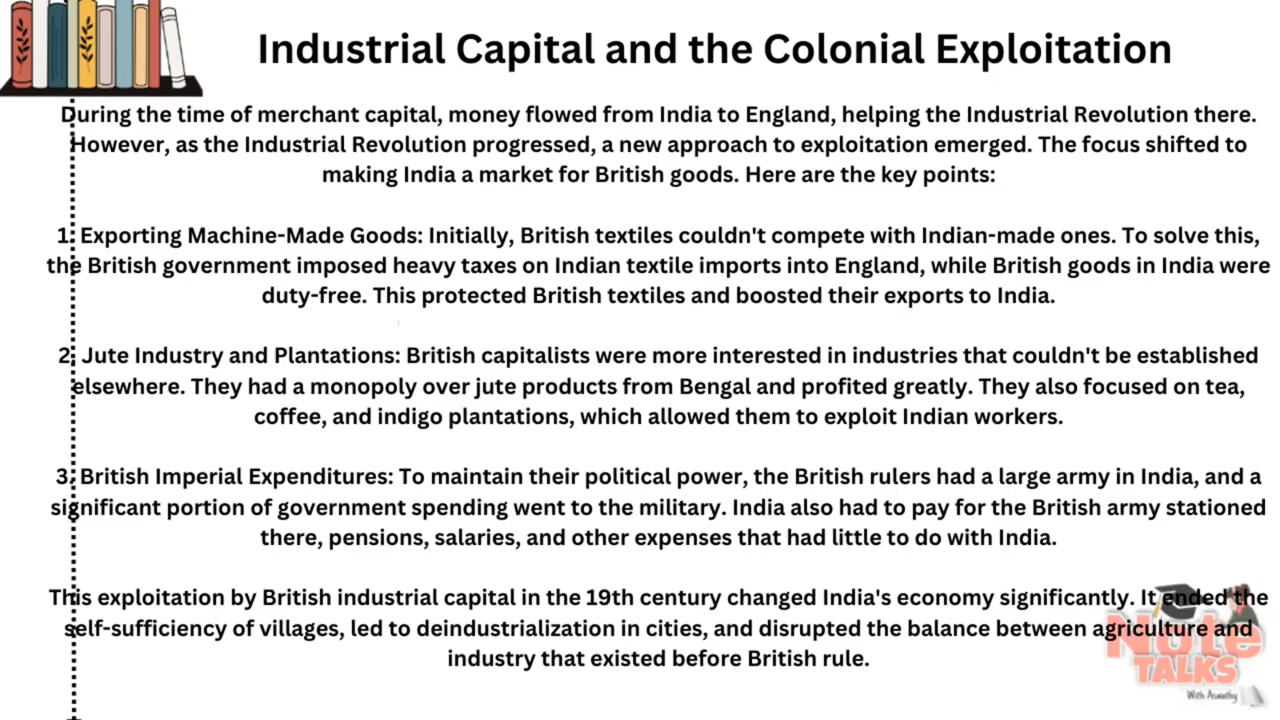 Industrial Capital and the Colonial Exploitation
During the time of merchant capital, money flowed from India to England, helping the Industrial Revolution there.
However, as the Industrial Revolution progressed, a new approach to exploitation emerged. The focus shifted to
making India a market for British goods. Here are the key points:
1. Exporting Machine-Made Goods: Initially, British textiles couldn't compete with Indian-made ones. To solve this,
the British government imposed heavy taxes on Indian textile imports into England, while British goods in India were
duty-free. This protected British textiles and boosted their exports to India.
2. Jute Industry and Plantations: British capitalists were more interested in industries that couldn't be established
elsewhere. They had a monopoly over jute products from Bengal and profited greatly. They also focused on tea,
coffee, and indigo plantations, which allowed them to exploit Indian workers.
3. British Imperial Expenditures: To maintain their political power, the British rulers had a large army in India, and a
significant portion of government spending went to the military. India also had to pay for the British army stationed
there, pensions, salaries, and other expenses that had little to do with India.
This exploitation by British industrial capital in the 19th century changed India's economy significantly. It ended the
self-sufficiency of villages, led to deindustrialization in cities, and disrupted the balance between agriculture and
industry that existed before British rule.
Note
TALKS
With Aswathy